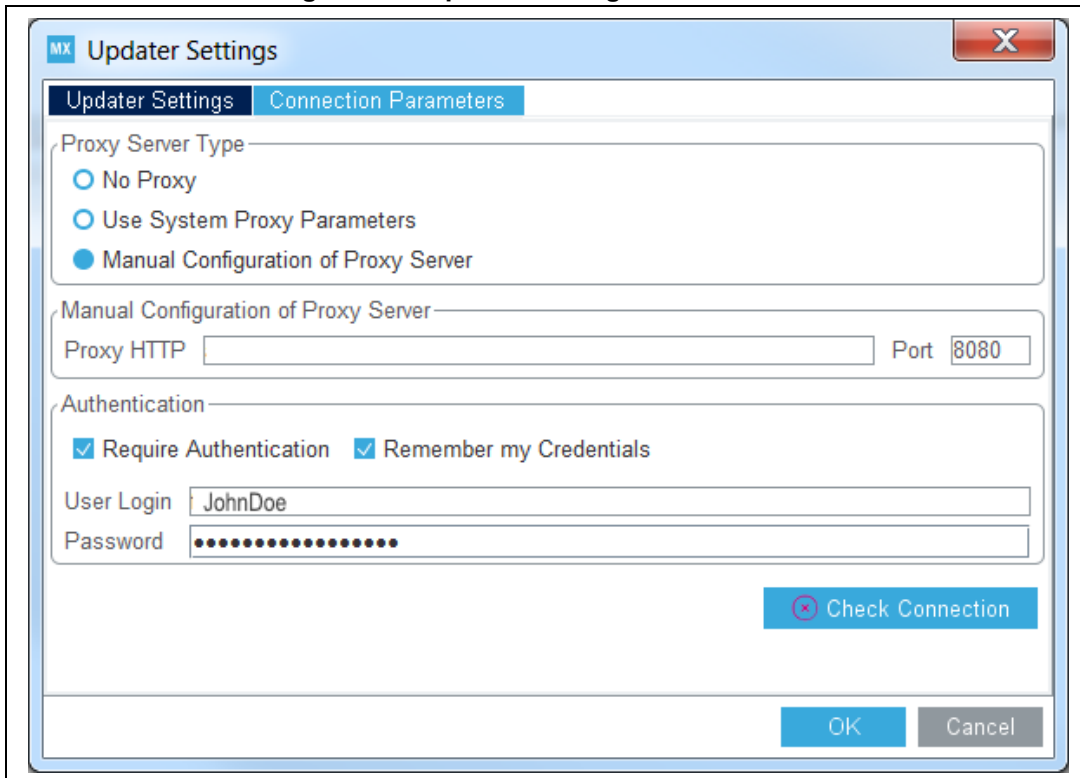 MX Updater Settings
Updater Settings Connection Parameters
Proxy Server Type
No Proxy
Use System Proxy Parameters
Manual Configuration of Proxy Server
Manual Configuration of Proxy Server
Proxy HTTP Port 8080
Authentication
Require Authentication Remember my Credentials
User Login JohnDoe
Password •••••••••••••••••
Check Connection
OK Cancel